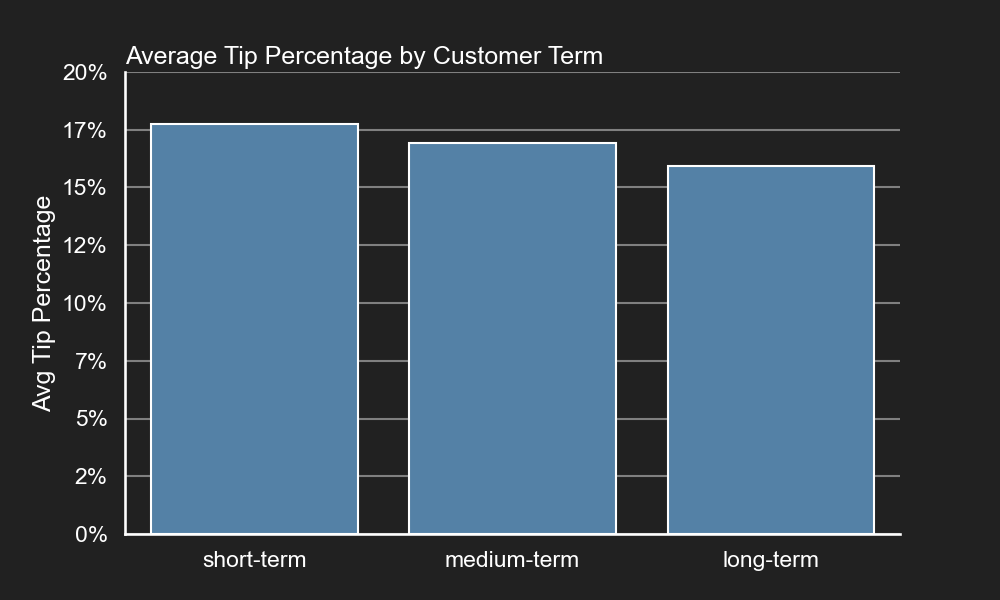 Average Tip Percentage by Customer Term
20%
17%
15%
12%
10%
7%
5%
2%
0%
Avg Tip Percentage
short-term
medium-term
long-term